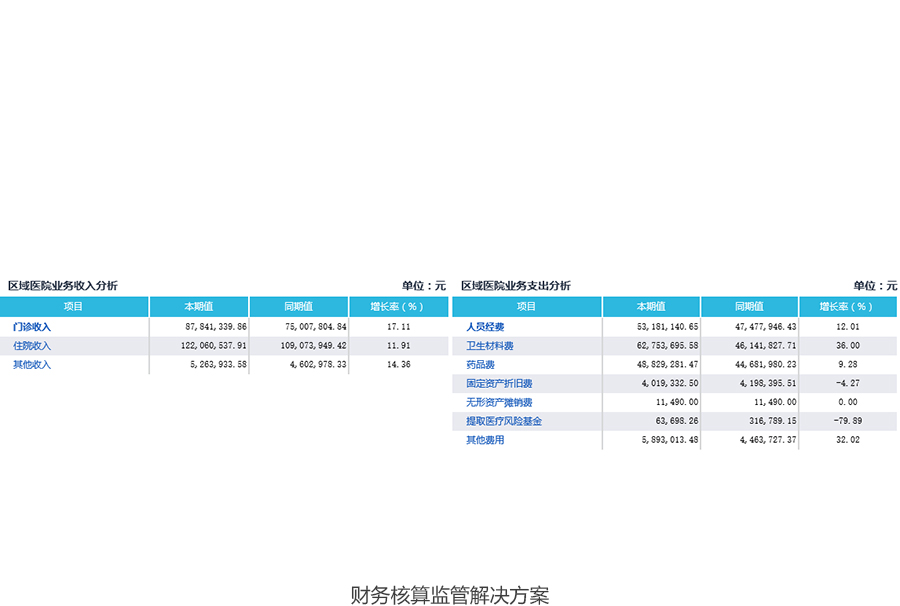 区域医院业务收入分析 单位：元
项目 本期值 同期值 增长率（%）
门诊收入 87,841,339.86 75,007,804.84 17.11
住院收入 122,060,537.91 109,073,949.42 11.91
其他收入 5,263,933.58 4,602,978.33 14.36
区域医院业务支出分析 单位：元
项目 本期值 同期值 增长率（%）
人员经费 53,181,140.65 47,477,946.43 12.01
卫生材料费 62,753,695.58 46,141,827.71 36.00
药品费 48,829,281.47 44,681,980.23 9.28
固定资产折旧费 4,019,332.50 4,198,395.51 -4.27
无形资产摊销费 11,490.00 11,490.00 0.00
提取医疗风险基金 63,698.26 316,789.15 -79.89
其他费用 5,893,013.48 4,463,727.37 32.02
财务核算监管解决方案